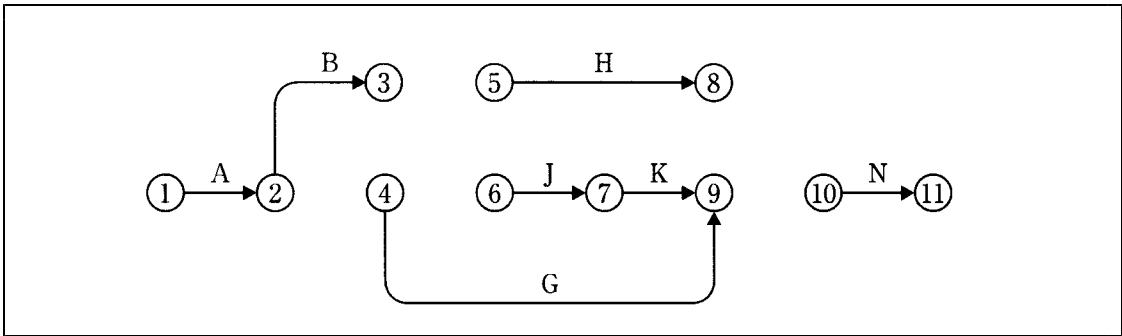 B ③ ⑤ H ⑧
① A ② ④ ⑥ J ⑦ K ⑨ ⑩ N ⑪
G